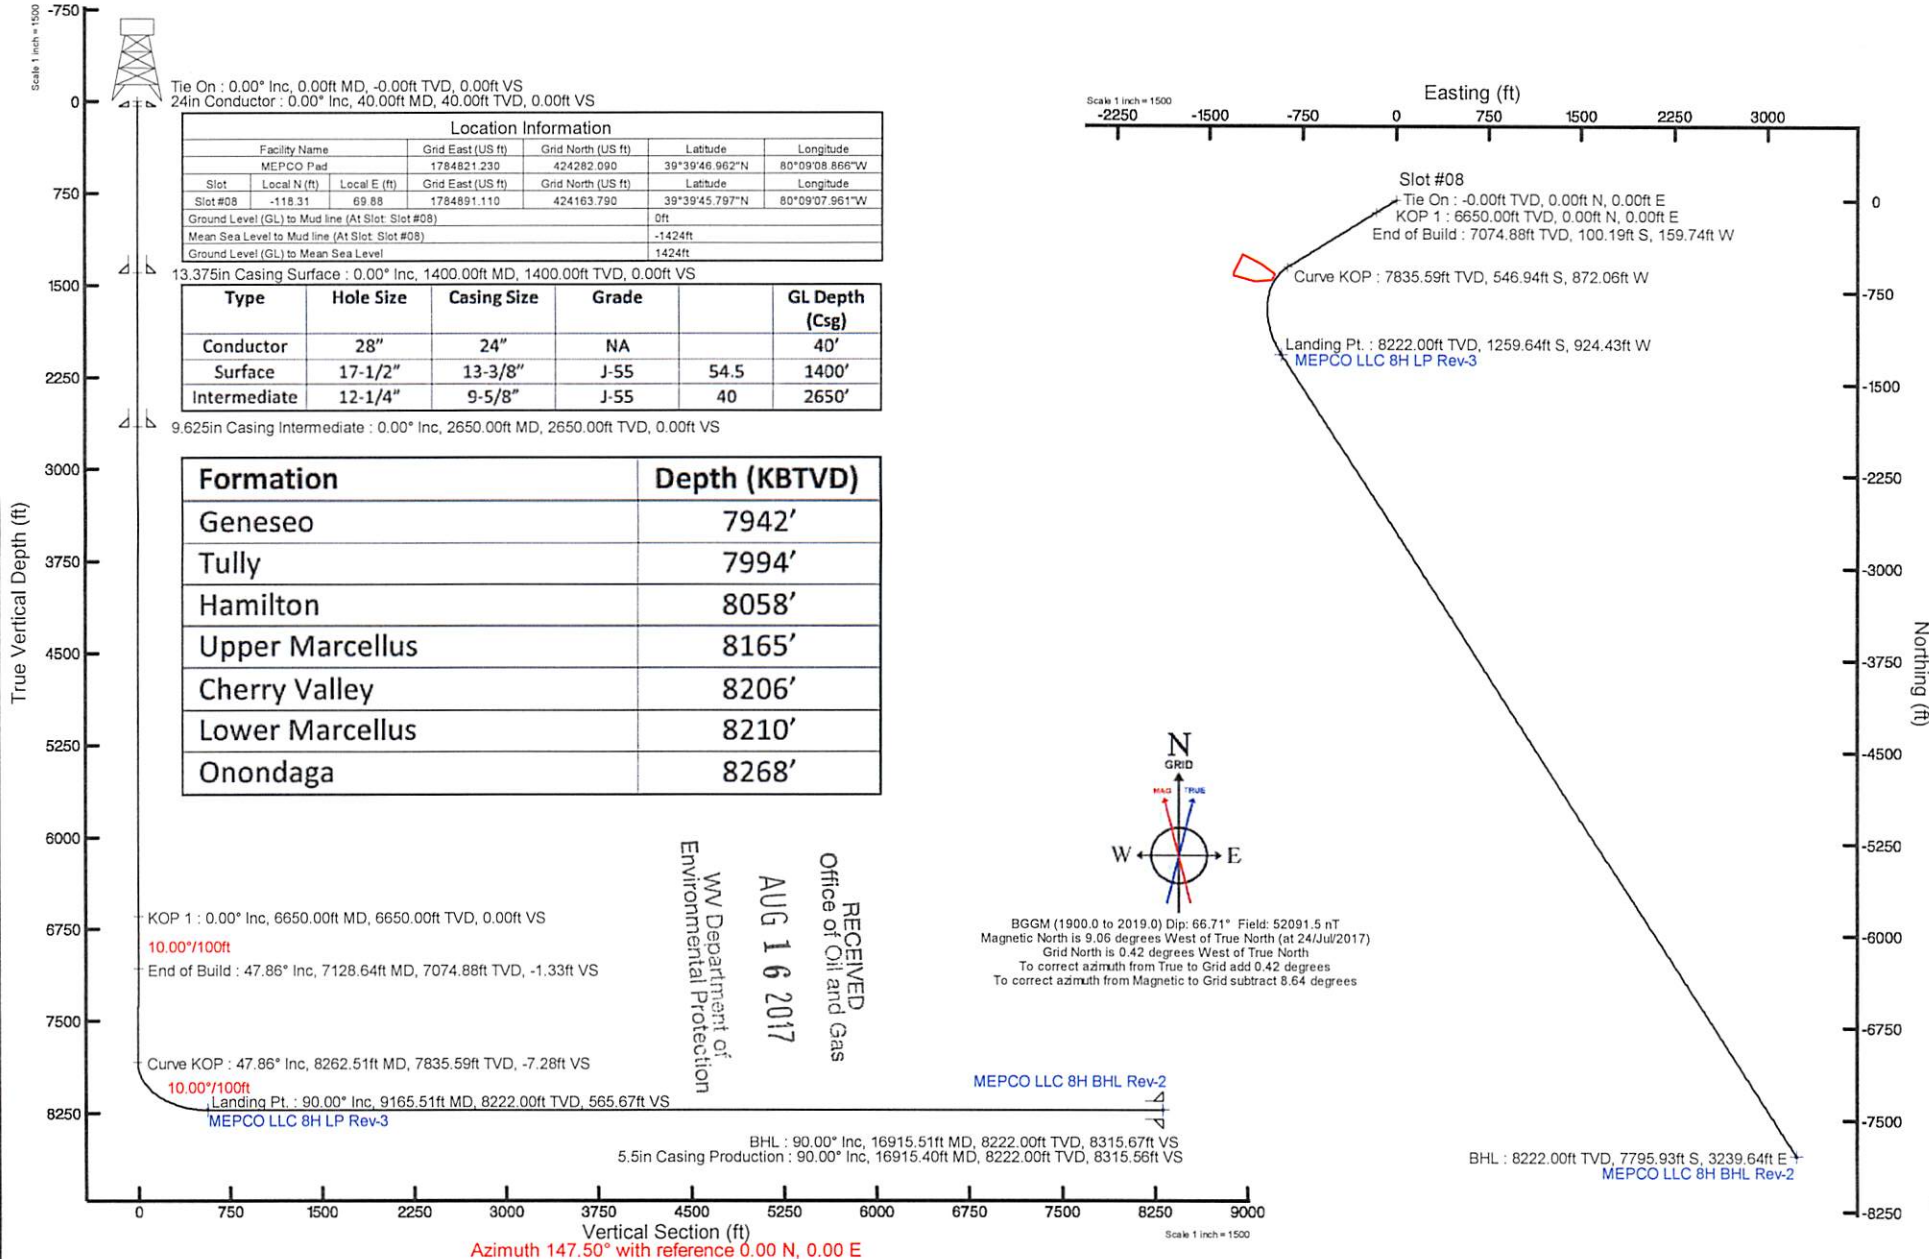 Scale 1 inch = 1500
-750
0
750
1500
2250
3000
3750
4500
5250
6000
6750
7500
8250
True Vertical Depth (ft)
Tie On : 0.00° Inc, 0.00ft MD, -0.00ft TVD, 0.00ft VS
24in Conductor : 0.00° Inc, 40.00ft MD, 40.00ft TVD, 0.00ft VS
Location Information
Facility Name Grid East (US ft) Grid North (US ft) Latitude Longitude
MEPCO Pad 1784821.230 424282.090 39°39'46.962"N 80°09'08.866"W
Slot Local N (ft) Local E (ft) Grid East (US ft) Grid North (US ft) Latitude Longitude
Slot #08 -118.31 69.88 1784891.110 424163.790 39°39'45.797"N 80°09'07.961"W
Ground Level (GL) to Mud line (At Slot: Slot #08) 0ft
Mean Sea Level to Mud line (At Slot: Slot #08) -1424ft
Ground Level (GL) to Mean Sea Level 1424ft
13.375in Casing Surface : 0.00° Inc, 1400.00ft MD, 1400.00ft TVD, 0.00ft VS
Type Hole Size Casing Size Grade GL Depth
(Csg)
Conductor 28" 24" NA 40'
Surface 17-1/2" 13-3/8" J-55 54.5 1400'
Intermediate 12-1/4" 9-5/8" J-55 40 2650'
9.625in Casing Intermediate : 0.00° Inc, 2650.00ft MD, 2650.00ft TVD, 0.00ft VS
Formation Depth (KBTVD)
Geneseo 7942'
Tully 7994'
Hamilton 8058'
Upper Marcellus 8165'
Cherry Valley 8206'
Lower Marcellus 8210'
Onondaga 8268'
KOP 1 : 0.00° Inc, 6650.00ft MD, 6650.00ft TVD, 0.00ft VS
10.00°/100ft
End of Build : 47.86° Inc, 7128.64ft MD, 7074.88ft TVD, -1.33ft VS
Curve KOP : 47.86° Inc, 8262.51ft MD, 7835.59ft TVD, -7.28ft VS
10.00°/100ft
Landing Pt. : 90.00° Inc, 9165.51ft MD, 8222.00ft TVD, 565.67ft VS
MEPCO LLC 8H LP Rev-3
RECEIVED
Office of Oil and Gas
AUG 16 2017
WV Department of
Environmental Protection
MEPCO LLC 8H BHL Rev-2
BHL : 90.00° Inc, 16915.51ft MD, 8222.00ft TVD, 8315.67ft VS
5.5in Casing Production : 90.00° Inc, 16915.40ft MD, 8222.00ft TVD, 8315.56ft VS
0 750 1500 2250 3000 3750 4500 5250 6000 6750 7500 8250 9000
Vertical Section (ft)
Scale 1 inch = 1500
Azimuth 147.50° with reference 0.00 N, 0.00 E
Easting (ft)
Scale 1 inch = 1500
-2250 -1500 -750 0 750 1500 2250 3000
Slot #08
Tie On : -0.00ft TVD, 0.00ft N, 0.00ft E
KOP 1 : 6650.00ft TVD, 0.00ft N, 0.00ft E
End of Build : 7074.88ft TVD, 100.19ft S, 159.74ft W
Curve KOP : 7835.59ft TVD, 546.94ft S, 872.06ft W
Landing Pt. : 8222.00ft TVD, 1259.64ft S, 924.43ft W
MEPCO LLC 8H LP Rev-3
N
GRID
MAG TRUE
W E
BGGM (1900.0 to 2019.0) Dip: 66.71° Field: 52091.5 nT
Magnetic North is 9.06 degrees West of True North (at 24/Jul/2017)
Grid North is 0.42 degrees West of True North
To correct azimuth from True to Grid add 0.42 degrees
To correct azimuth from Magnetic to Grid subtract 8.64 degrees
BHL : 8222.00ft TVD, 7795.93ft S, 3239.64ft E
MEPCO LLC 8H BHL Rev-2
0
-750
-1500
-2250
-3000
-3750
-4500
-5250
-6000
-6750
-7500
-8250
Northing (ft)